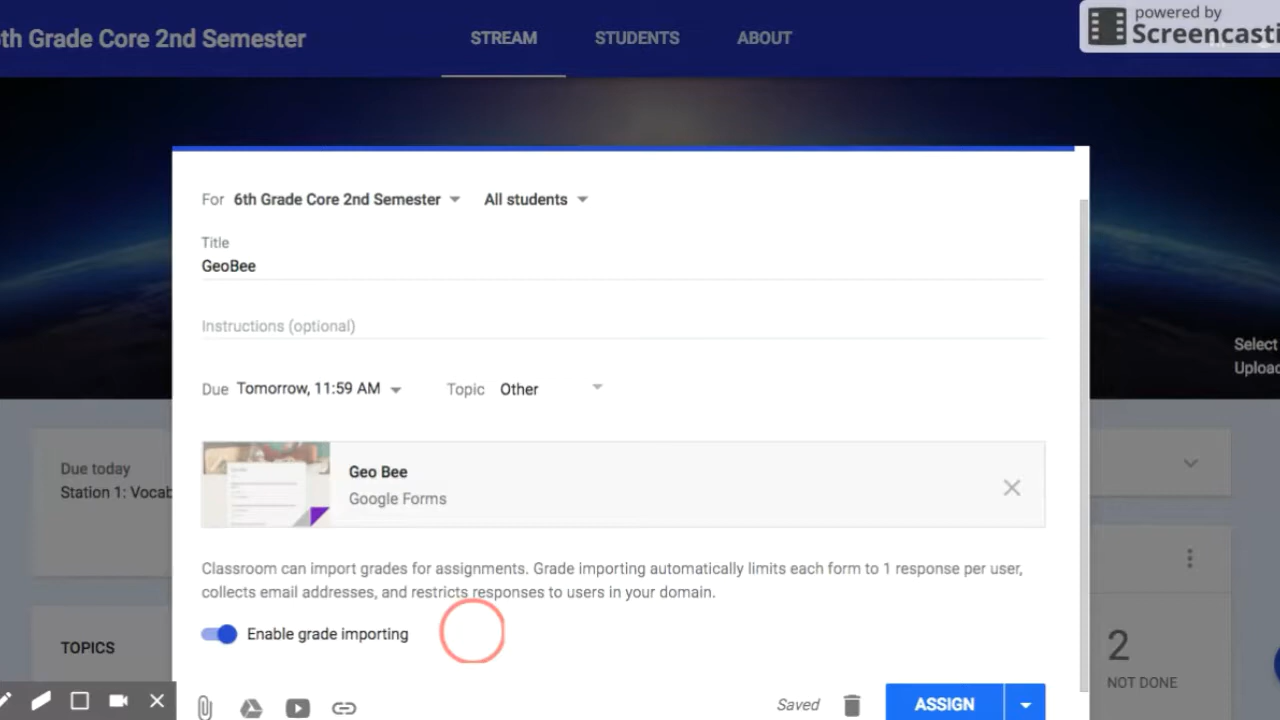 th Grade Core 2nd Semester
STREAM
STUDENTS
ABOUT
powered by
Screencasti
For 6th Grade Core 2nd Semester All students
Title
GeoBee
Instructions (optional)
Select
Upload
Due Tomorrow, 11:59 AM Topic Other
Due today
Station 1: Vocab
Geo Bee
Google Forms
Classroom can import grades for assignments. Grade importing automatically limits each form to 1 response per user,
collects email addresses, and restricts responses to users in your domain.
Enable grade importing
TOPICS
2
NOT DONE
Saved
ASSIGN